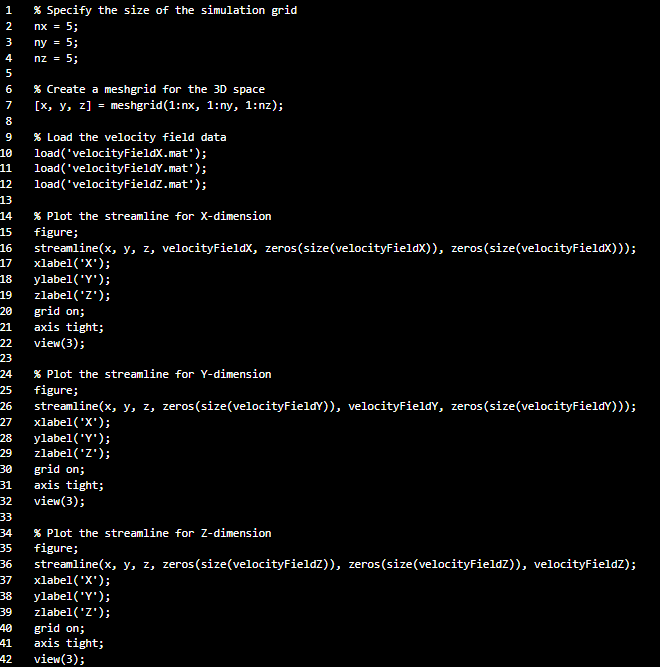 1 % Specify the size of the simulation grid
2 nx = 5;
3 ny = 5;
4 nz = 5;
5
6 % Create a meshgrid for the 3D space
7 [x, y, z] = meshgrid(1:nx, 1:ny, 1:nz);
8
9 % Load the velocity field data
10 load('velocityFieldX.mat');
11 load('velocityFieldY.mat');
12 load('velocityFieldZ.mat');
13
14 % Plot the streamline for X-dimension
15 figure;
16 streamline(x, y, z, velocityFieldX, zeros(size(velocityFieldX)), zeros(size(velocityFieldX)));
17 xlabel('X');
18 ylabel('Y');
19 zlabel('Z');
20 grid on;
21 axis tight;
22 view(3);
23
24 % Plot the streamline for Y-dimension
25 figure;
26 streamline(x, y, z, zeros(size(velocityFieldY)), velocityFieldY, zeros(size(velocityFieldY)));
27 xlabel('X');
28 ylabel('Y');
29 zlabel('Z');
30 grid on;
31 axis tight;
32 view(3);
33
34 % Plot the streamline for Z-dimension
35 figure;
36 streamline(x, y, z, zeros(size(velocityFieldZ)), zeros(size(velocityFieldZ)), velocityFieldZ);
37 xlabel('X');
38 ylabel('Y');
39 zlabel('Z');
40 grid on;
41 axis tight;
42 view(3);